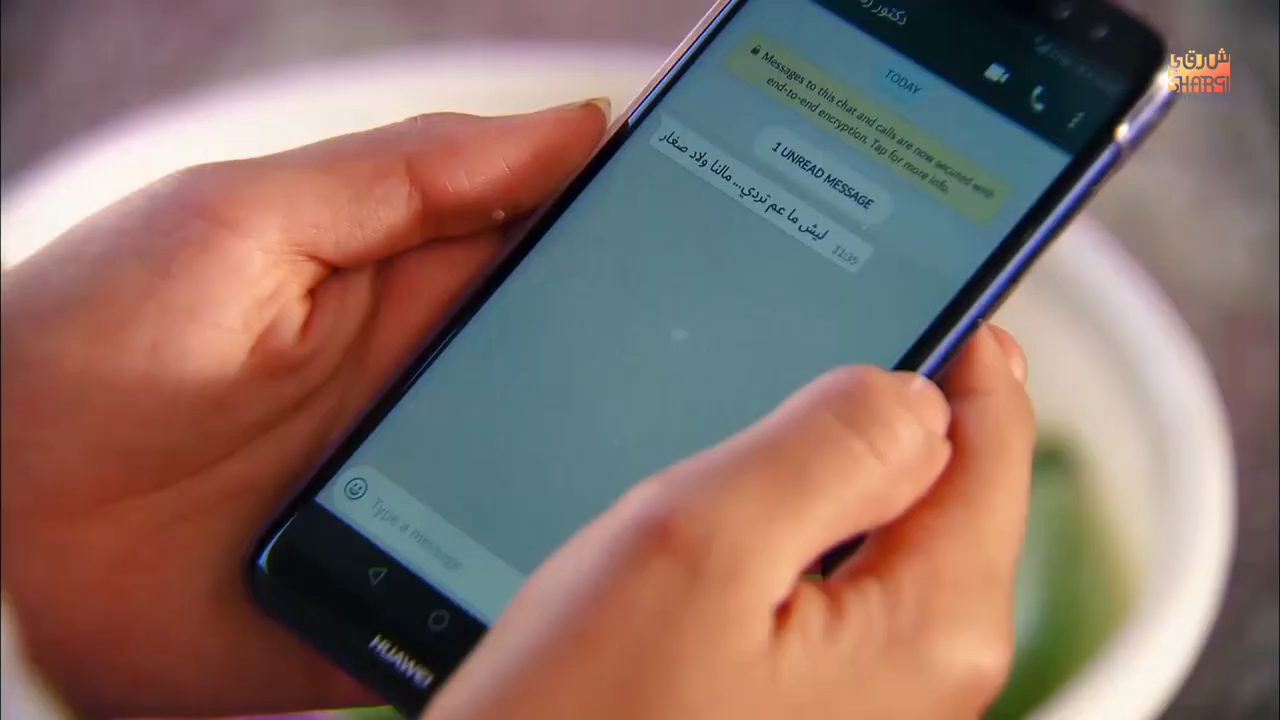 شرقي
SHARQI
دكتور
TODAY
Messages to this chat and calls are now secured with
end-to-end encryption. Tap for more info.
1 UNREAD MESSAGE
ليش ما عم تردي... مالنا ولاد صغار
11:35
Type a message
HUAWEI